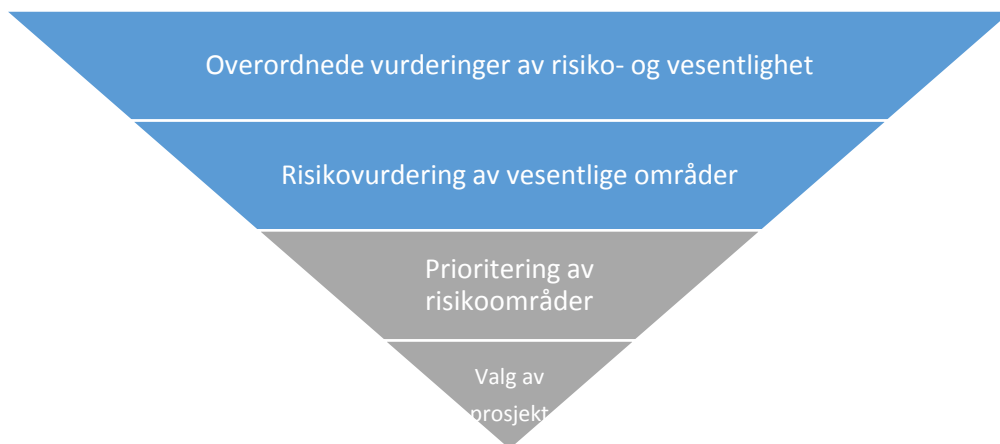 Overordnede vurderinger av risiko- og vesentlighet
Risikovurdering av vesentlige områder
Prioritering av
risikoområder
Valg av
prosjekt